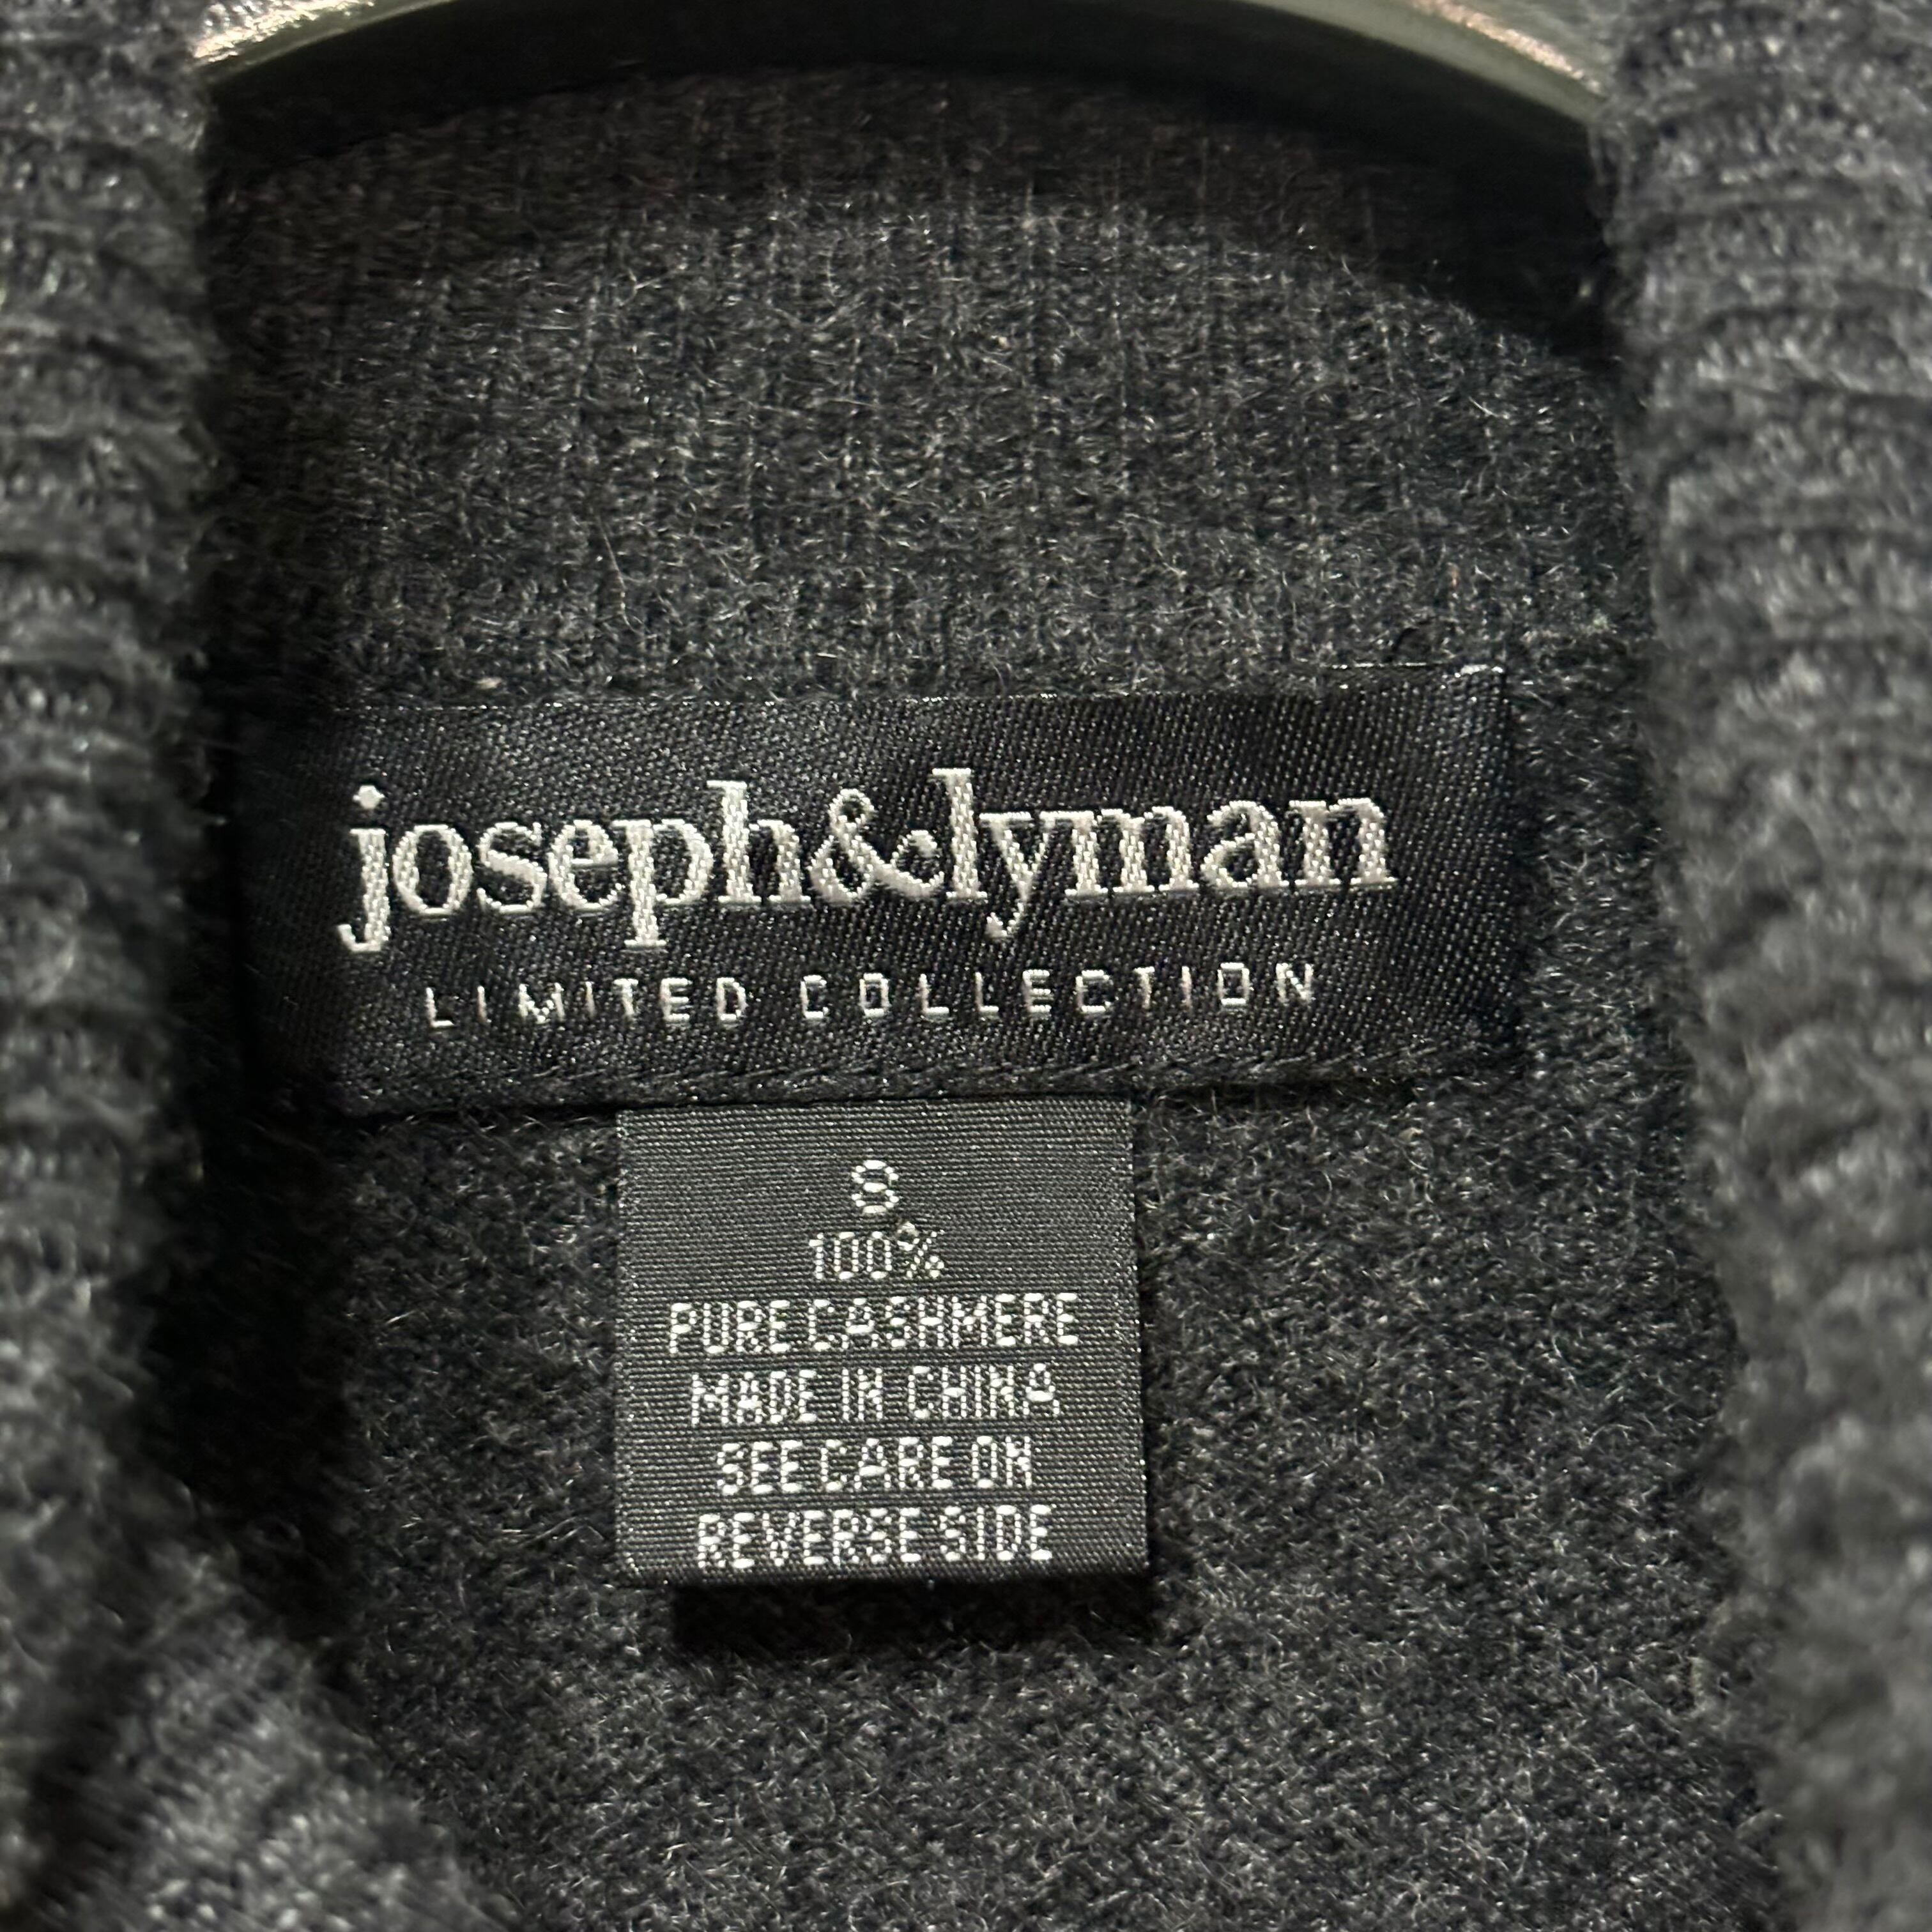 joseph&lyman
LIMITED COLLECTION
S
100%
PURE CASHMERE
MADE IN CHINA
SEE CARE ON
REVERSE SIDE